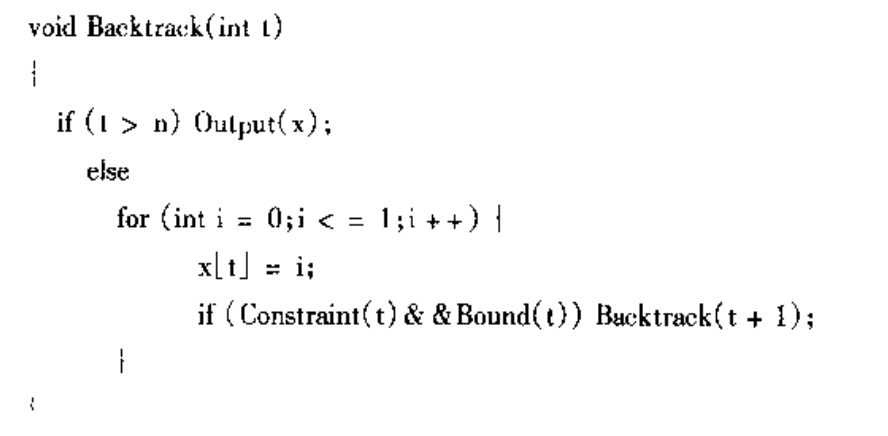 void Backtrack(int t)
{
if (t > n) Output(x);
else
for (int i = 0;i < = 1;i + +) {
x[t] = i;
if (Constraint(t) & & Bound(t)) Backtrack(t + 1);
}
}